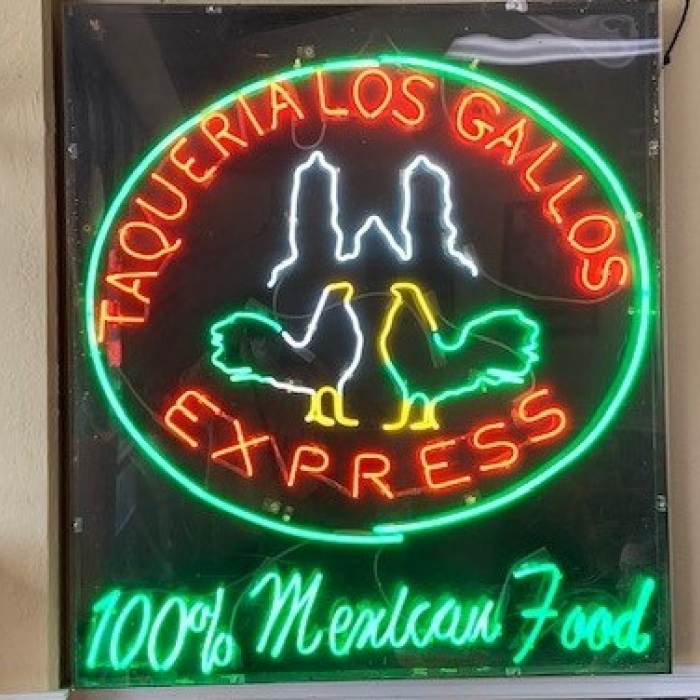 TAQUERIA LOS GALLOS
EXPRESS
100% Mexican Food